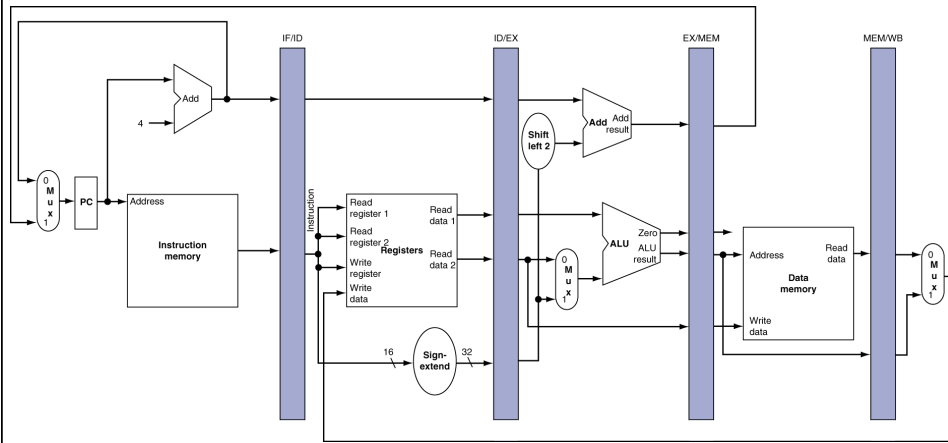 IF/ID
ID/EX
EX/MEM
MEM/WB
Add
4
Add
Add
result
Shift
left 2
0
M
u
x
1
PC
Address
Instruction
memory
Instruction
Read
register 1
Read
register 2
Write
register
Write
data
Registers
Read
data 1
Read
data 2
16
Sign-
extend
32
0
M
u
x
1
ALU
Zero
ALU
result
Address
Write
data
Data
memory
Read
data
0
M
u
x
1